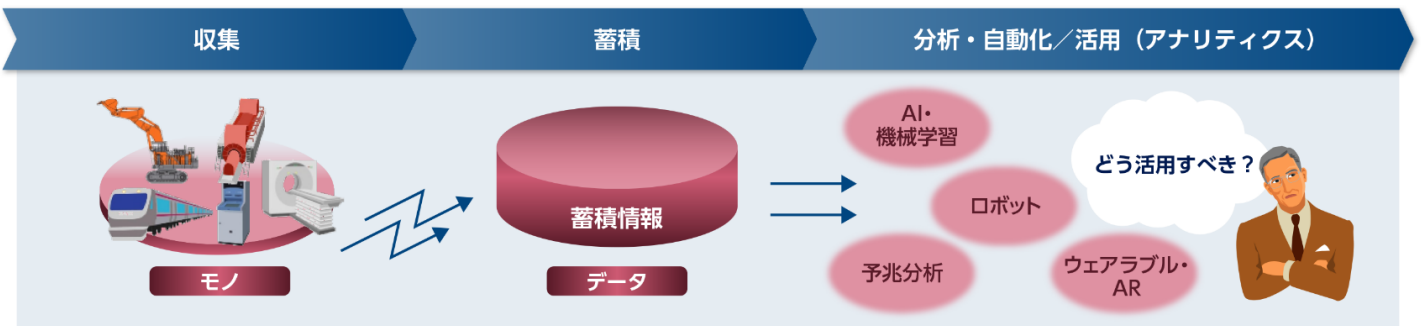 収集
蓄積
分析・自動化／活用（アナリティクス）
モノ
蓄積情報
データ
AI・
機械学習
ロボット
予兆分析
ウェアラブル・
AR
どう活用すべき？